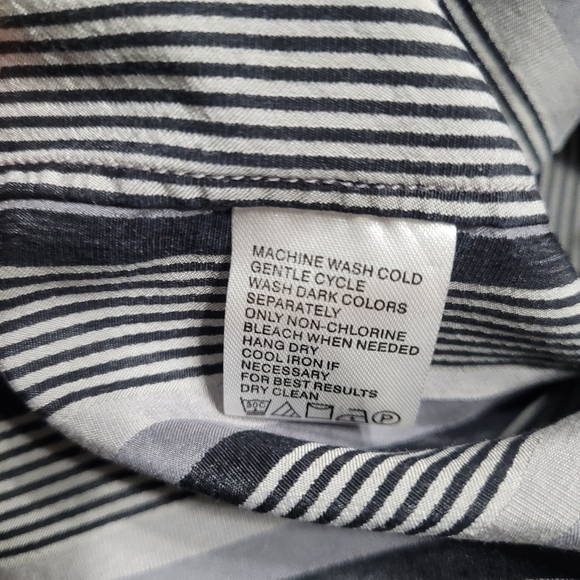 MACHINE WASH COLD
GENTLE CYCLE
WASH DARK COLORS
SEPARATELY
ONLY NON-CHLORINE
BLEACH WHEN NEEDED
HANG DRY
COOL IRON IF
NECESSARY
FOR BEST RESULTS
DRY CLEAN
P